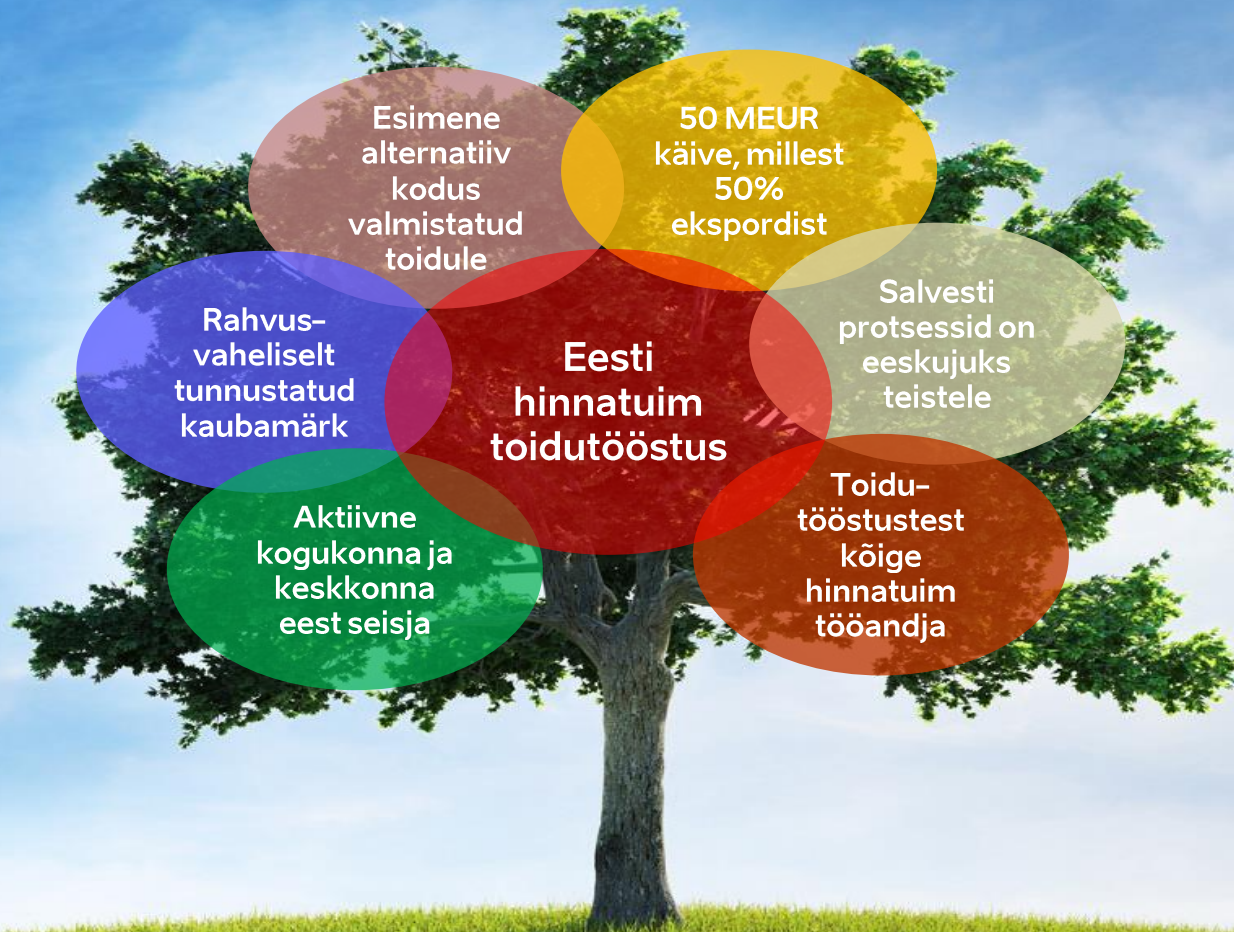 Esimene
alternatiiv
kodus
valmistatud
toidule
50 MEUR
käive, millest
50%
ekspordist
Rahvus-
vaheliselt
tunnustatud
kaubamärk
Eesti
hinnatuim
toidutööstus
Salvesti
protsessid on
eeskujuks
teistele
Aktiivne
kogukonna ja
keskkonna
eest seisja
Toidu-
tööstustest
kõige
hinnatuim
tööandja